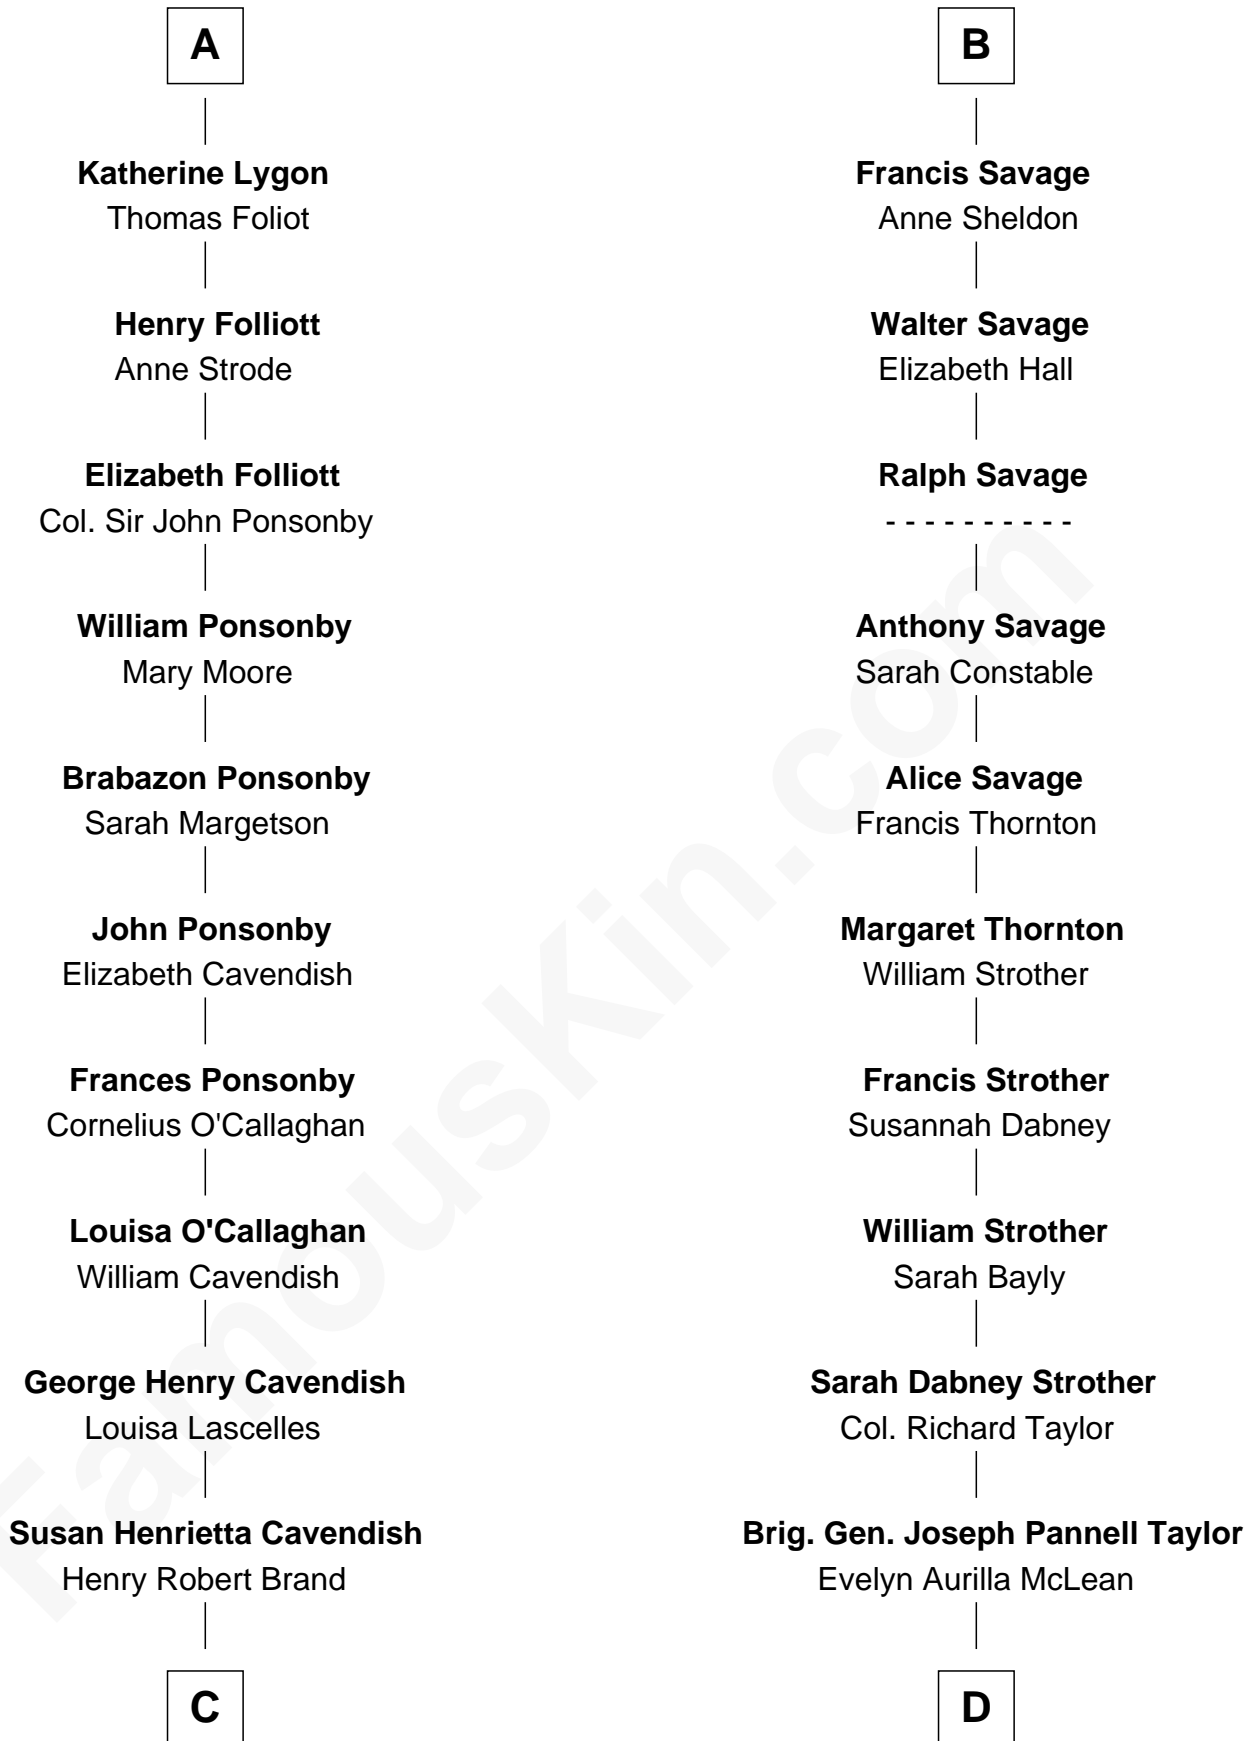 A
Katherine Lygon
Thomas Foliot
Henry Folliott
Anne Strode
Elizabeth Folliott
Col. Sir John Ponsonby
William Ponsonby
Mary Moore
Brabazon Ponsonby
Sarah Margetson
John Ponsonby
Elizabeth Cavendish
Frances Ponsonby
Cornelius O'Callaghan
Louisa O'Callaghan
William Cavendish
George Henry Cavendish
Louisa Lascelles
Susan Henrietta Cavendish
Henry Robert Brand
C
B
Francis Savage
Anne Sheldon
Walter Savage
Elizabeth Hall
Ralph Savage
- - - - - - - - - -
Anthony Savage
Sarah Constable
Alice Savage
Francis Thornton
Margaret Thornton
William Strother
Francis Strother
Susannah Dabney
William Strother
Sarah Bayly
Sarah Dabney Strother
Col. Richard Taylor
Brig. Gen. Joseph Pannell Taylor
Evelyn Aurilla McLean
D
FamousKin.com